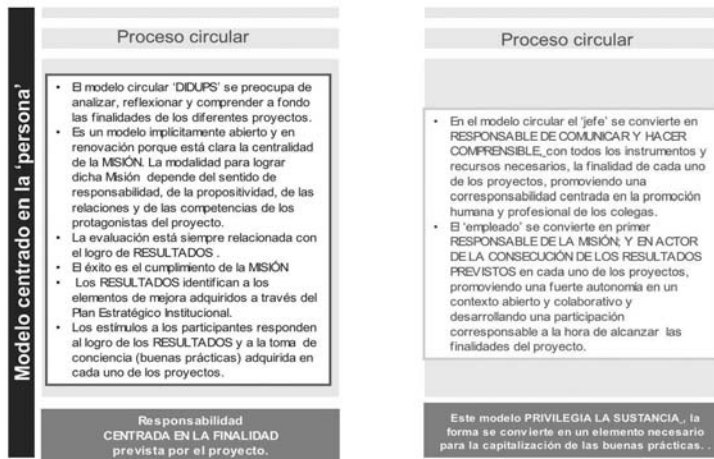 Modelo centrado en la 'persona'
Proceso circular
• El modelo circular 'DIDUPS' se preocupa de
analizar, reflexionar y comprender a fondo
las finalidades de los diferentes proyectos.
• Es un modelo implícitamente abierto y en
renovación porque está clara la centralidad
de la MISIÓN. La modalidad para lograr
dicha Misión depende del sentido de
responsabilidad, de la propositividad, de las
relaciones y de las competencias de los
protagonistas del proyecto.
• La evaluación está siempre relacionada con
el logro de RESULTADOS .
• El éxito es el cumplimiento de la MISIÓN
• Los RESULTADOS identifican a los
elementos de mejora adquiridos a través del
Plan Estratégico Institucional.
• Los estímulos a los participantes responden
al logro de los RESULTADOS y a la toma de
conciencia (buenas prácticas) adquirida en
cada uno de los proyectos.
Responsabilidad
CENTRADA EN LA FINALIDAD
prevista por el proyecto.
Proceso circular
• En el modelo circular el 'jefe' se convierte en
RESPONSABLE DE COMUNICAR Y HACER
COMPRENSIBLE, con todos los instrumentos y
recursos necesarios, la finalidad de cada uno
de los proyectos, promoviendo una
corresponsabilidad centrada en la promoción
humana y profesional de los colegas.
• El 'empleado' se convierte en primer
RESPONSABLE DE LA MISIÓN; Y EN ACTOR
DE LA CONSECUCIÓN DE LOS RESULTADOS
PREVISTOS en cada uno de los proyectos,
promoviendo una fuerte autonomía en un
contexto abierto y colaborativo y
desarrollando una participación
corresponsable a la hora de alcanzar las
finalidades del proyecto.
Este modelo PRIVILEGIA LA SUSTANCIA , la
forma se convierte en un elemento necesario
para la capitalización de las buenas prácticas. .